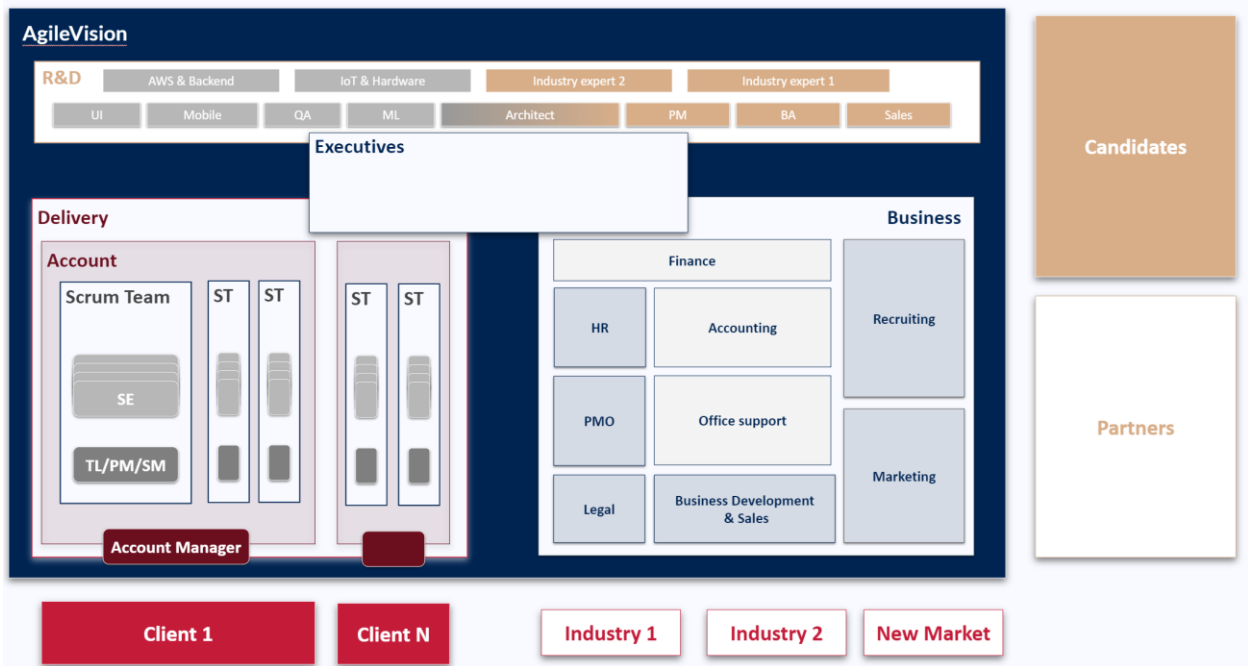 AgileVision
R&D
AWS & Backend
IoT & Hardware
Industry expert 2
Industry expert 1
UI
Mobile
QA
ML
Architect
PM
BA
Sales
Executives
Candidates
Delivery
Business
Account
Finance
Scrum Team
ST
ST
ST
ST
HR
Accounting
Recruiting
SE
PMO
Office support
Partners
TL/PM/SM
Marketing
Legal
Business Development
& Sales
Account Manager
Client 1
Client N
Industry 1
Industry 2
New Market